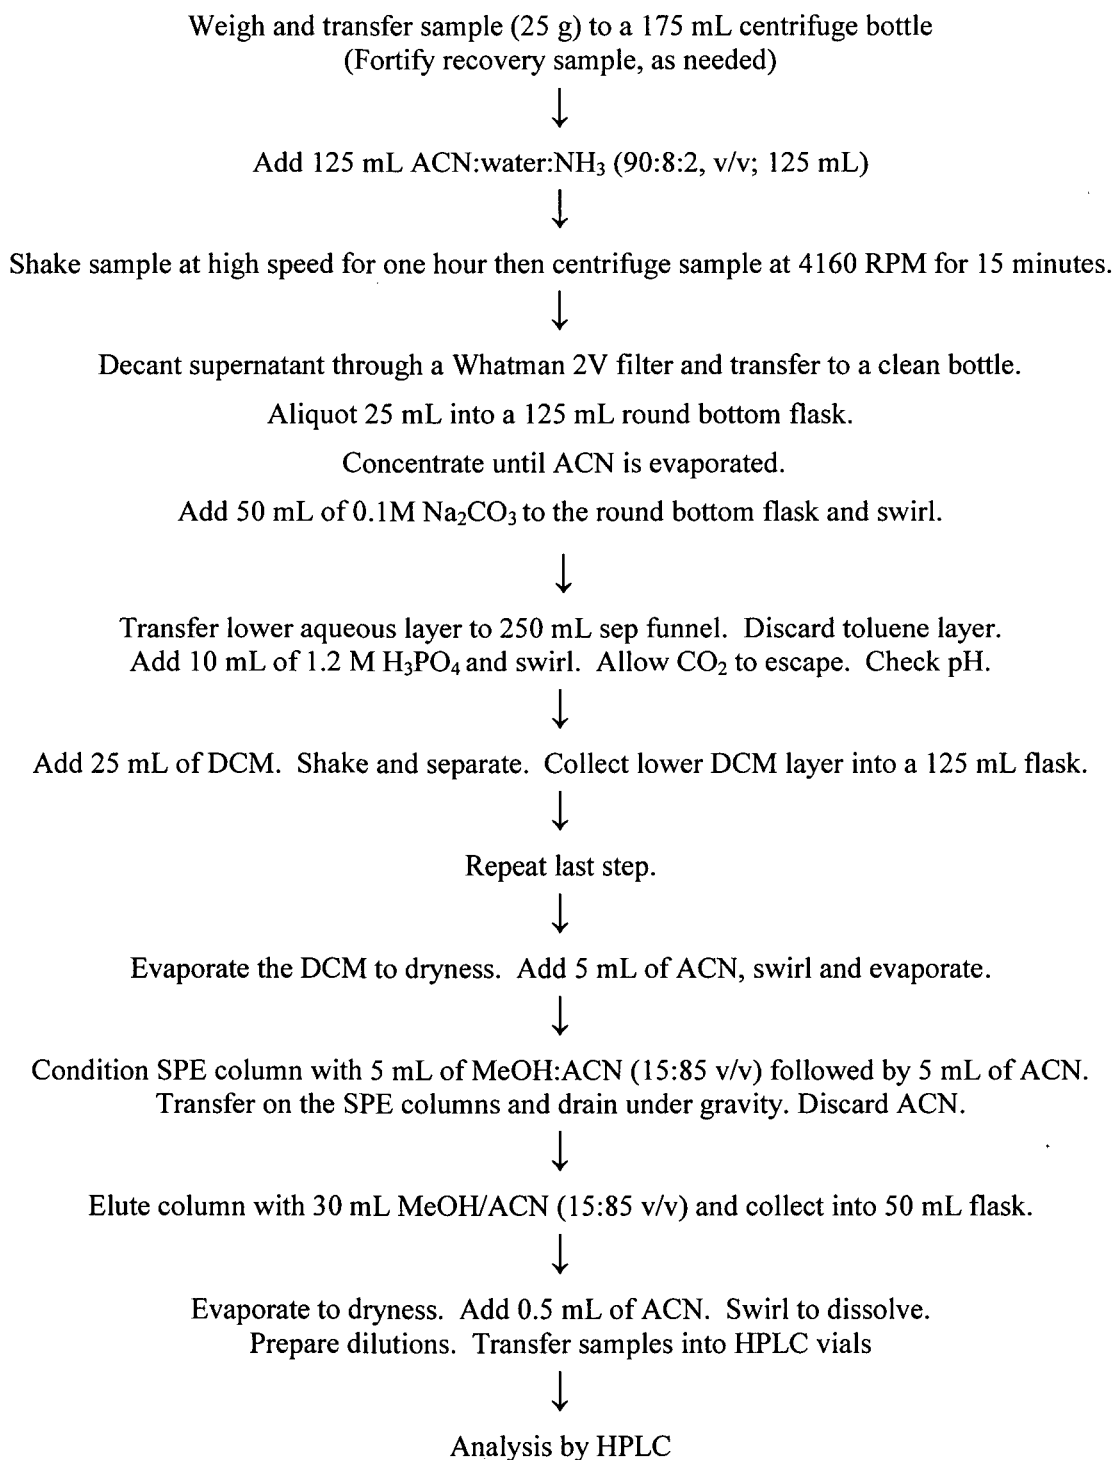 Weigh and transfer sample (25 g) to a 175 mL centrifuge bottle
(Fortify recovery sample, as needed)
↓
Add 125 mL ACN:water:NH₃ (90:8:2, v/v; 125 mL)
↓
Shake sample at high speed for one hour then centrifuge sample at 4160 RPM for 15 minutes.
↓
Decant supernatant through a Whatman 2V filter and transfer to a clean bottle.
Aliquot 25 mL into a 125 mL round bottom flask.
Concentrate until ACN is evaporated.
Add 50 mL of 0.1M Na₂CO₃ to the round bottom flask and swirl.
↓
Transfer lower aqueous layer to 250 mL sep funnel. Discard toluene layer.
Add 10 mL of 1.2 M H₃PO₄ and swirl. Allow CO₂ to escape. Check pH.
↓
Add 25 mL of DCM. Shake and separate. Collect lower DCM layer into a 125 mL flask.
↓
Repeat last step.
↓
Evaporate the DCM to dryness. Add 5 mL of ACN, swirl and evaporate.
↓
Condition SPE column with 5 mL of MeOH:ACN (15:85 v/v) followed by 5 mL of ACN.
Transfer on the SPE columns and drain under gravity. Discard ACN.
↓
Elute column with 30 mL MeOH/ACN (15:85 v/v) and collect into 50 mL flask.
↓
Evaporate to dryness. Add 0.5 mL of ACN. Swirl to dissolve.
Prepare dilutions. Transfer samples into HPLC vials
↓
Analysis by HPLC